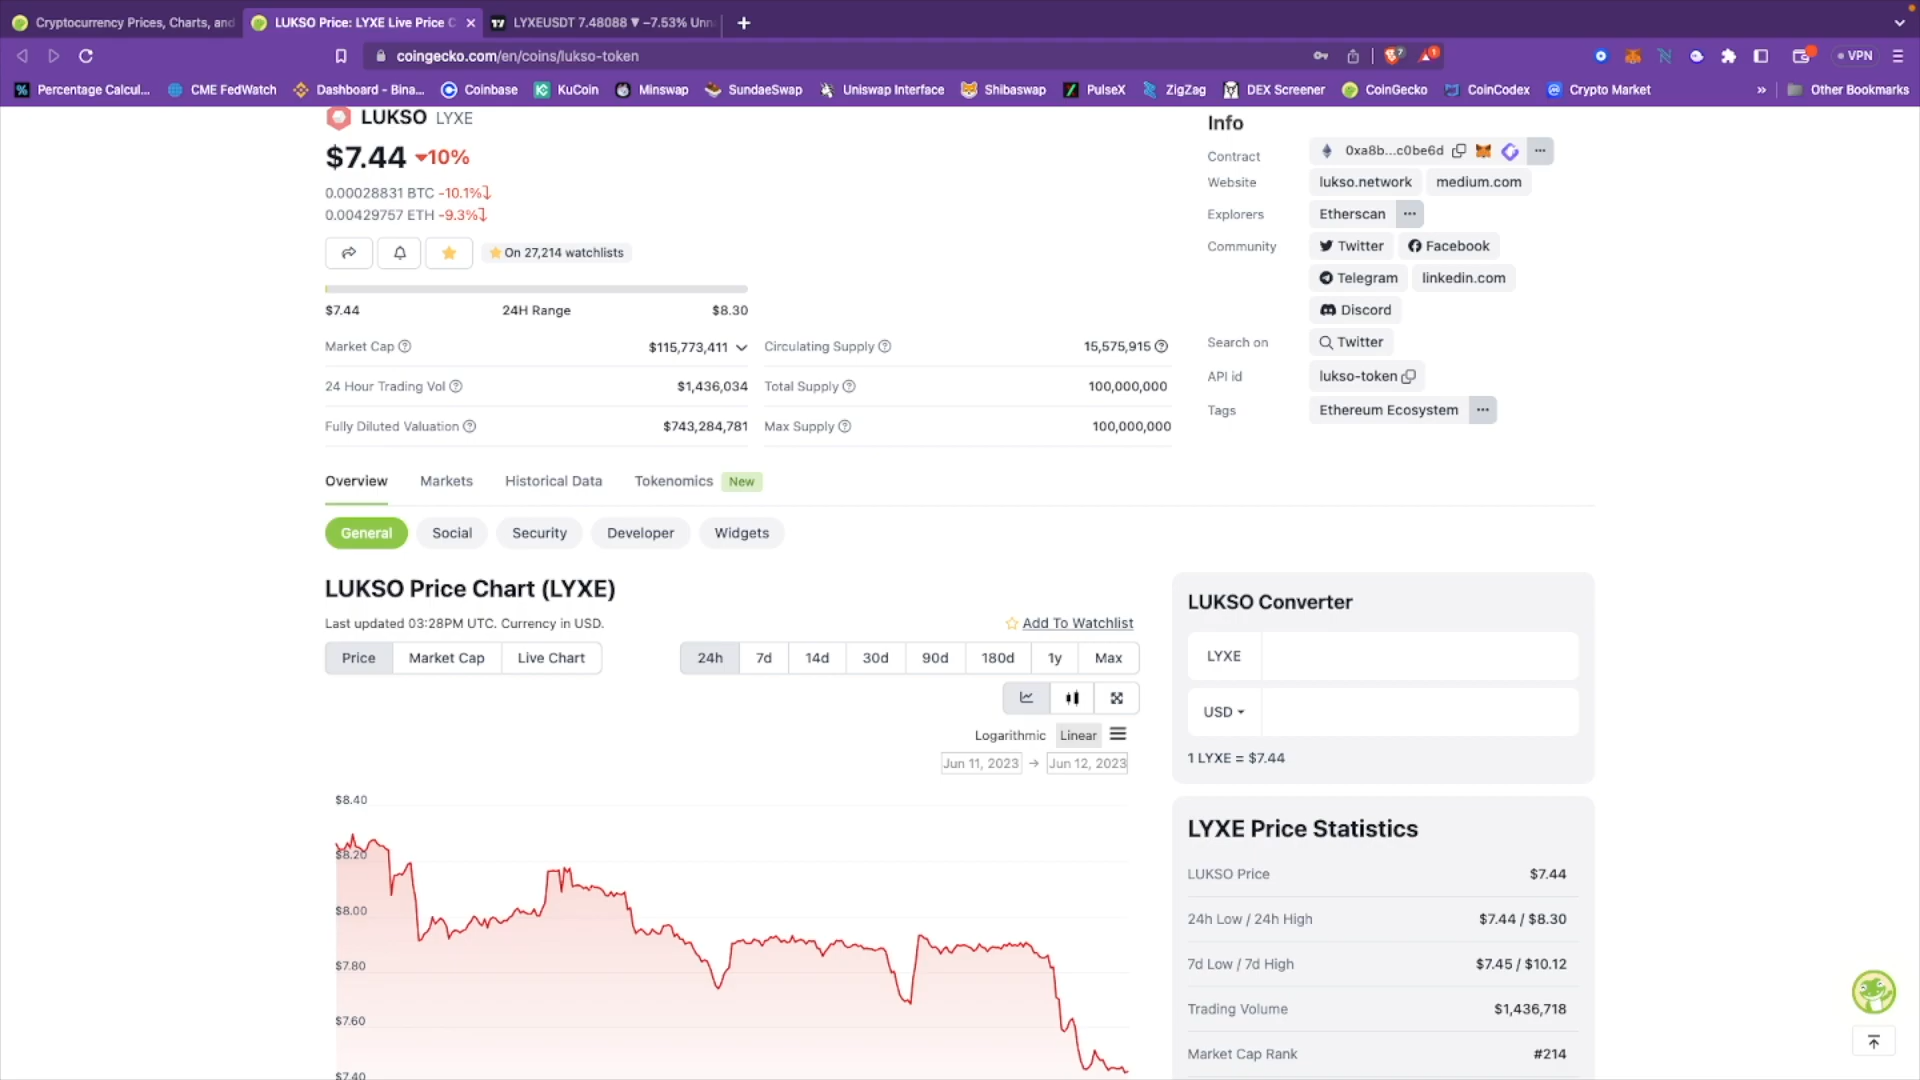 Cryptocurrency Prices, Charts, and
LUKSO Price: LYXE Live Price C
LYXEUSDT 7.48088 ▼ −7.53% Unn
coingecko.com/en/coins/lukso-token
7
1
VPN
% Percentage Calcul...
CME FedWatch
Dashboard - Bina...
Coinbase
KuCoin
Minswap
SundaeSwap
Uniswap Interface
Shibaswap
PulseX
ZigZag
DEX Screener
CoinGecko
CoinCodex
Crypto Market
»
Other Bookmarks
LUKSO LYXE
$7.44 ▾10%
0.00028831 BTC -10.1%
0.00429757 ETH -9.3%
On 27,214 watchlists
$7.44 24H Range $8.30
Market Cap $115,773,411
Circulating Supply 15,575,915
24 Hour Trading Vol $1,436,034
Total Supply 100,000,000
Fully Diluted Valuation $743,284,781
Max Supply 100,000,000
Info
Contract 0xa8b...c0be6d ...
Website lukso.network medium.com
Explorers Etherscan ...
Community Twitter Facebook
Telegram linkedin.com
Discord
Search on Twitter
API id lukso-token
Tags Ethereum Ecosystem ...
Overview Markets Historical Data Tokenomics New
General Social Security Developer Widgets
LUKSO Price Chart (LYXE)
Last updated 03:28PM UTC. Currency in USD.
Add To Watchlist
Price Market Cap Live Chart
24h 7d 14d 30d 90d 180d 1y Max
Logarithmic Linear
Jun 11, 2023 → Jun 12, 2023
$8.40
$8.20
$8.00
$7.80
$7.60
$7.40
LUKSO Converter
LYXE
USD
1 LYXE = $7.44
LYXE Price Statistics
LUKSO Price $7.44
24h Low / 24h High $7.44 / $8.30
7d Low / 7d High $7.45 / $10.12
Trading Volume $1,436,718
Market Cap Rank #214